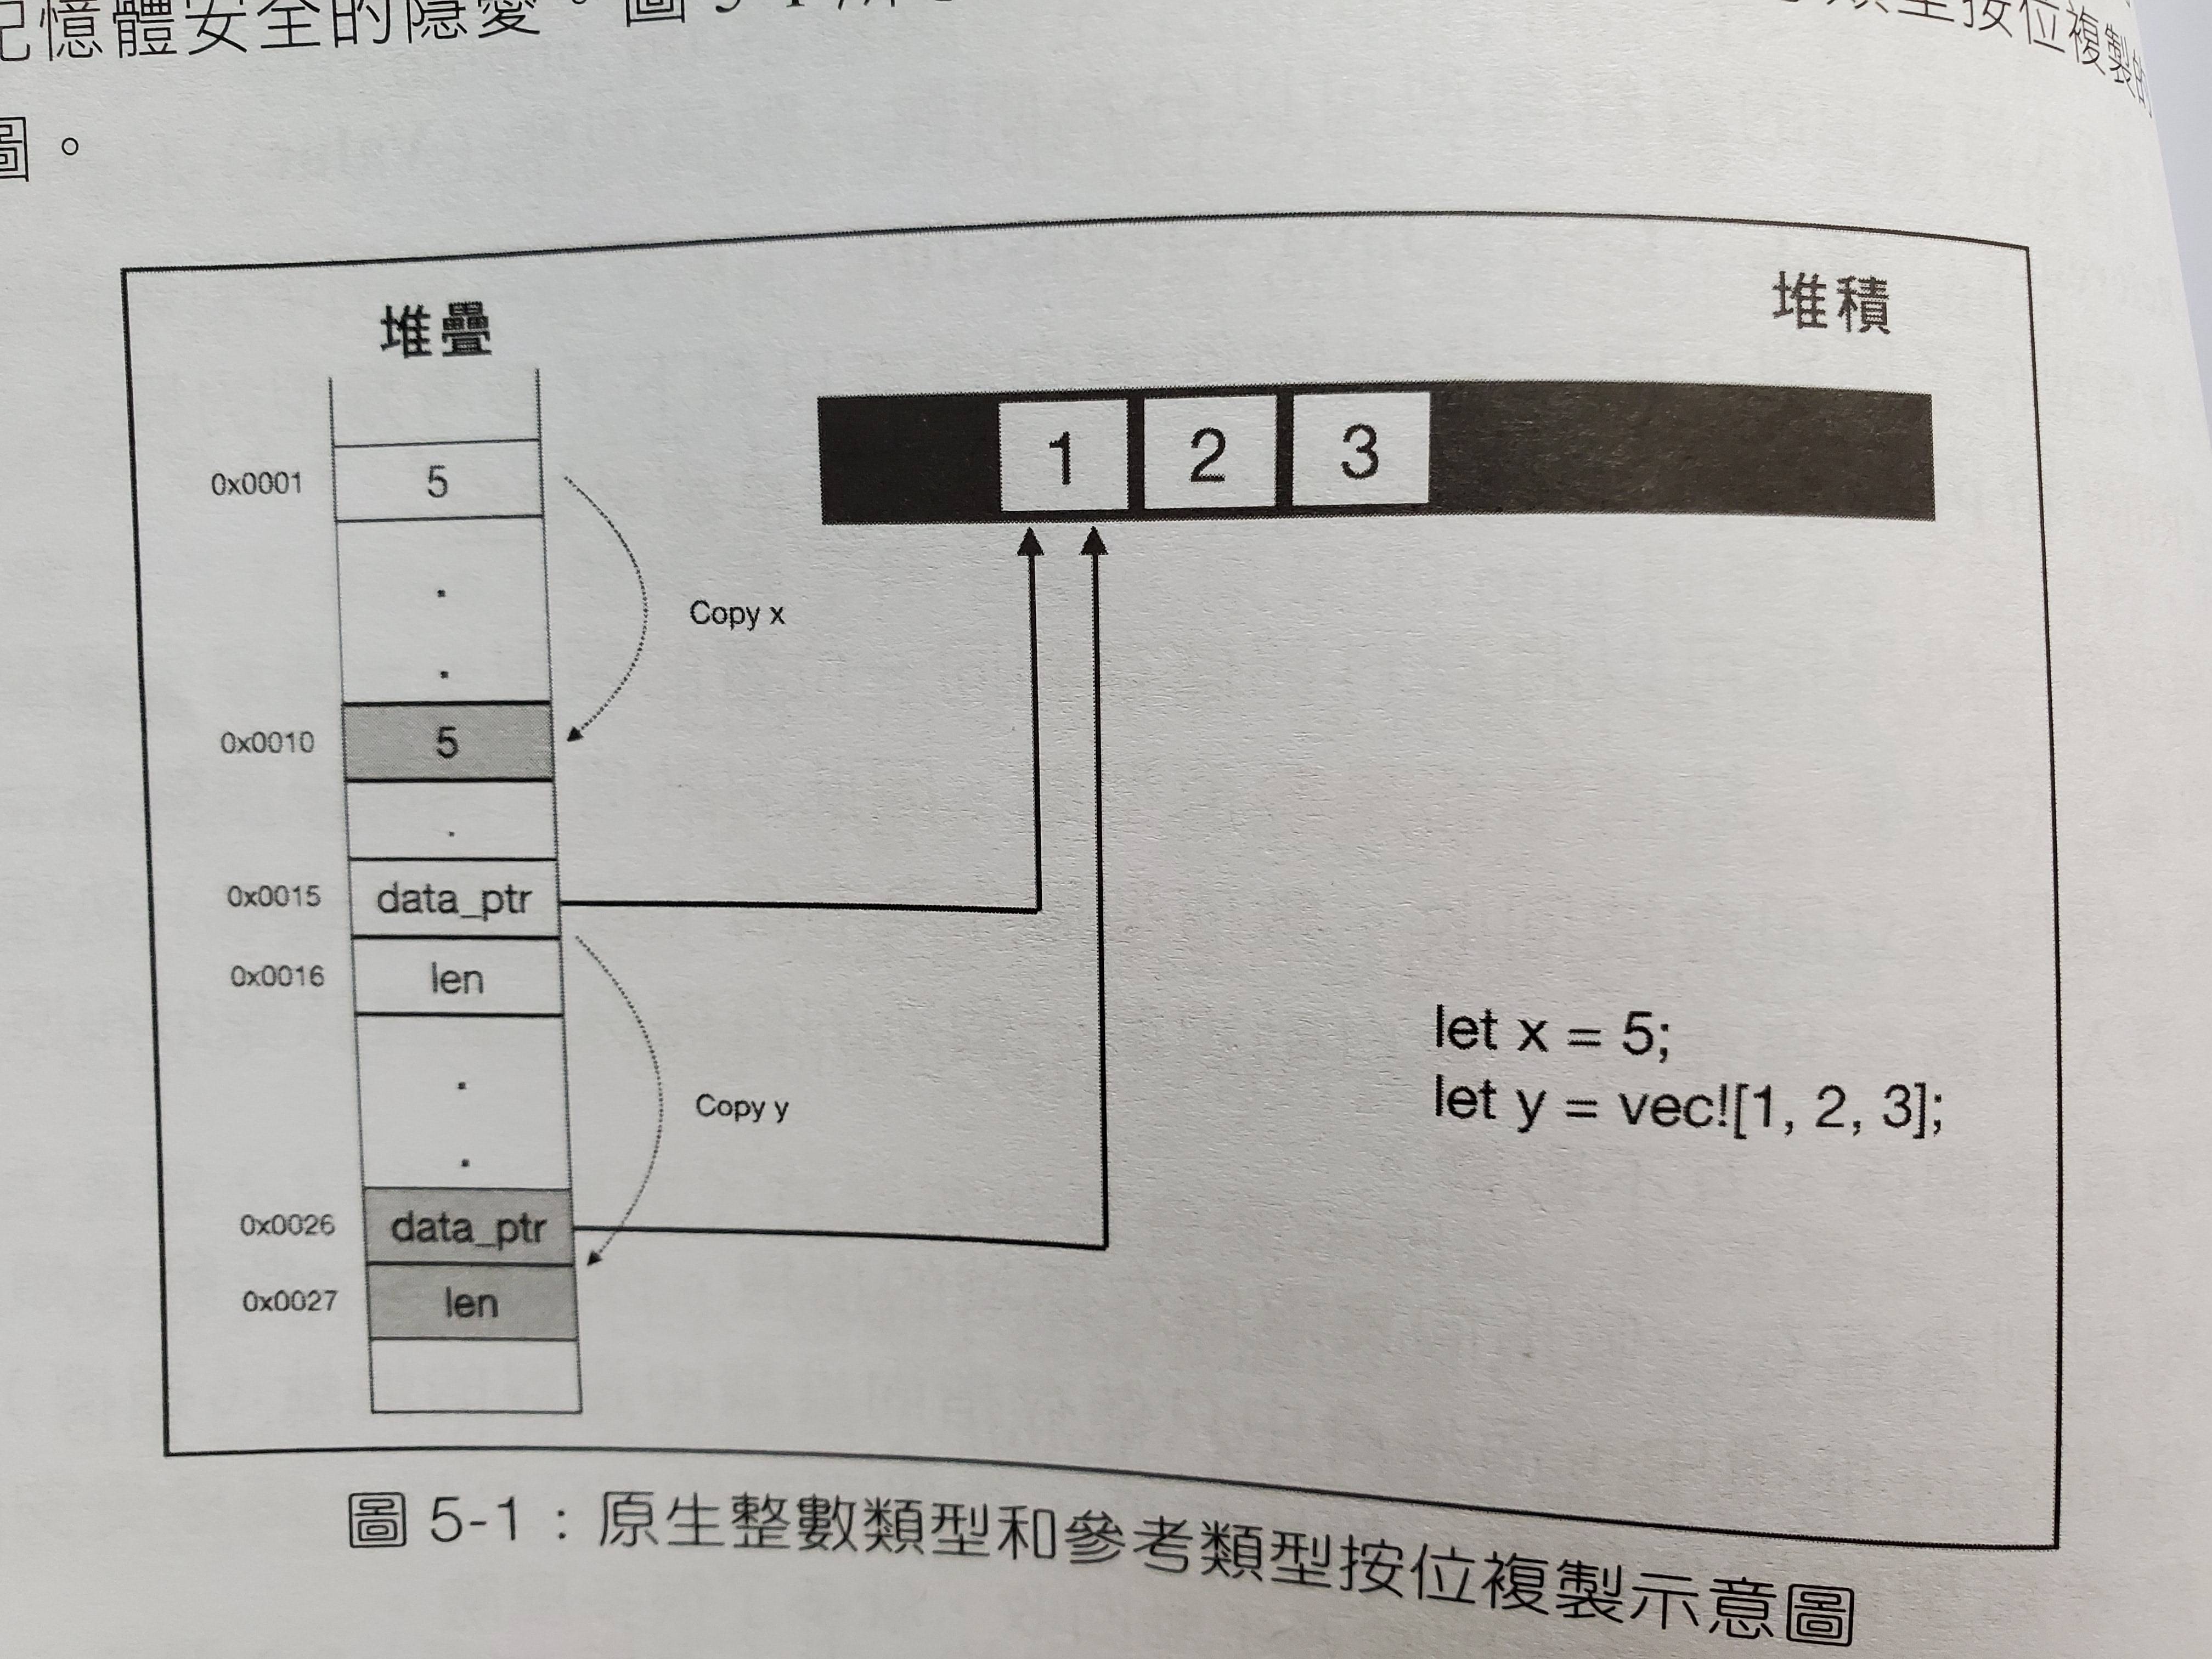 記憶體安全的隱憂。圖 5-1
類型按位複製的
圖。
堆疊
堆積
1 2 3
0x0001 5
Copy x
0x0010 5
0x0015 data_ptr
0x0016 len
let x = 5;
let y = vec![1, 2, 3];
Copy y
0x0026 data_ptr
0x0027 len
圖 5-1：原生整數類型和參考類型按位複製示意圖